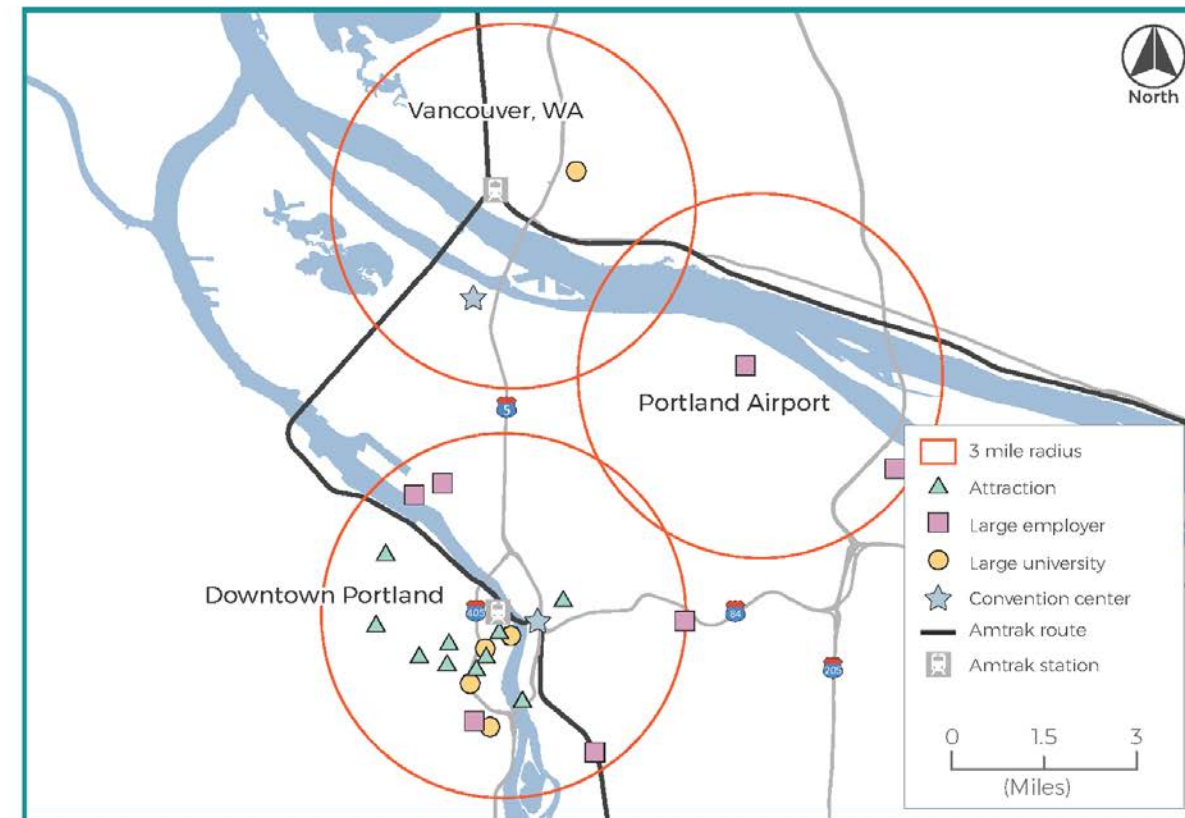 North
Vancouver, WA
5
Portland Airport
Downtown Portland
405
84
205
3 mile radius
Attraction
Large employer
Large university
Convention center
Amtrak route
Amtrak station
0 1.5 3
(Miles)